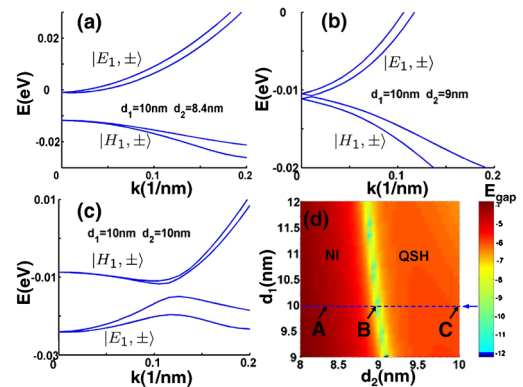 (a)
E(eV)
0.03
0
-0.02
|E₁, ±⟩
d₁=10nm d₂=8.4nm
|H₁, ±⟩
0 0.1 0.2
k(1/nm)
(b)
E(eV)
0
-0.01
-0.02
|E₁, ±⟩
d₁=10nm d₂=9nm
|H₁, ±⟩
0 0.1 0.2
k(1/nm)
(c)
d₁=10nm d₂=10nm
E(eV)
0.01
-0.01
-0.03
|H₁, ±⟩
|E₁, ±⟩
0 0.1 0.2
k(1/nm)
(d)
E_gap
d₁(nm)
12
11.5
11
10.5
10
9.5
9
NI QSH
A B C
8 8.5 9 9.5 10
d₂(nm)
-4
-5
-6
-7
-8
-9
-10
-11
-12